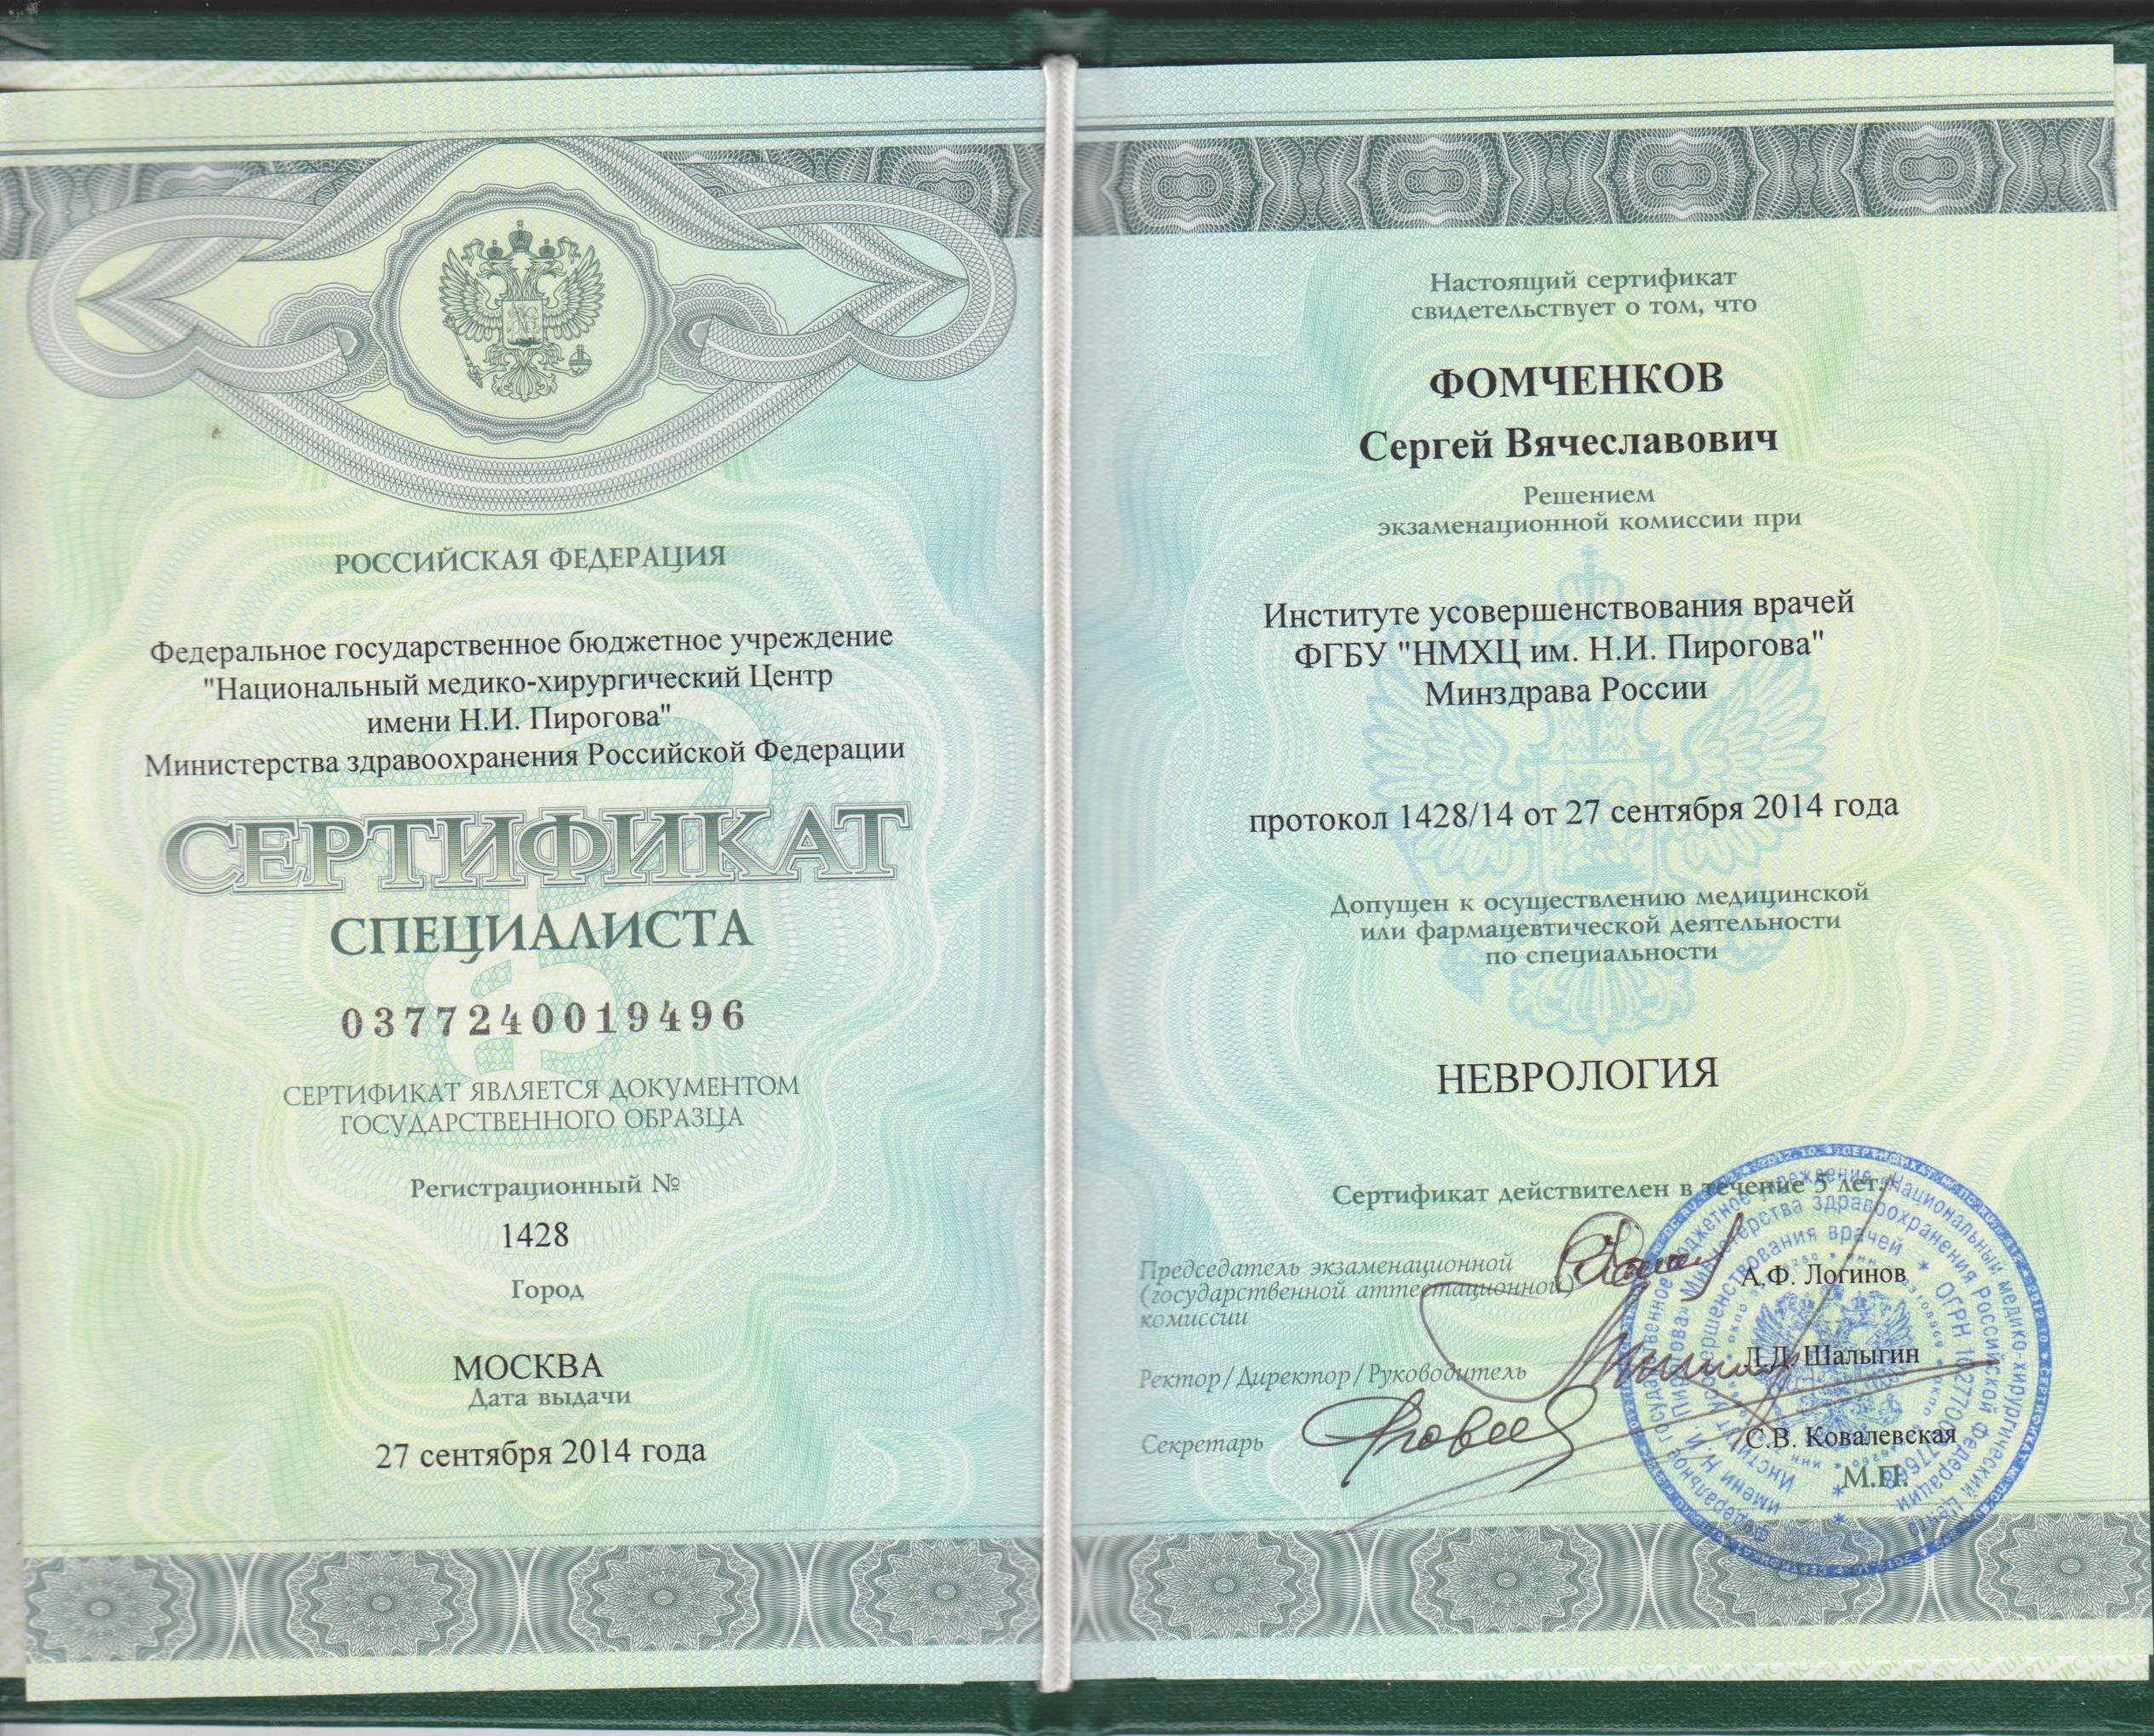 РОССИЙСКАЯ ФЕДЕРАЦИЯ
Федеральное государственное бюджетное учреждение
"Национальный медико-хирургический Центр
имени Н.И. Пирогова"
Министерства здравоохранения Российской Федерации
СЕРТИФИКАТ
СПЕЦИАЛИСТА
0377240019496
СЕРТИФИКАТ ЯВЛЯЕТСЯ ДОКУМЕНТОМ
ГОСУДАРСТВЕННОГО ОБРАЗЦА
Регистрационный №
1428
Город
МОСКВА
Дата выдачи
27 сентября 2014 года
Настоящий сертификат
свидетельствует о том, что
ФОМЧЕНКОВ
Сергей Вячеславович
Решением
экзаменационной комиссии при
Институте усовершенствования врачей
ФГБУ "НМХЦ им. Н.И. Пирогова"
Минздрава России
протокол 1428/14 от 27 сентября 2014 года
Допущен к осуществлению медицинской
или фармацевтической деятельности
по специальности
НЕВРОЛОГИЯ
Сертификат действителен в течение 5 лет.
Председатель экзаменационной
(государственной аттестационной)
комиссии
А.Ф. Логинов
Ректор/Директор/Руководитель
Л.Д. Шалыгин
Секретарь
С.В. Ковалевская
М.П.
Федеральное государственное бюджетное учреждение «Национальный медико-хирургический Центр
имени Н.И. Пирогова» Министерства здравоохранения Российской Федерации
Институт усовершенствования врачей